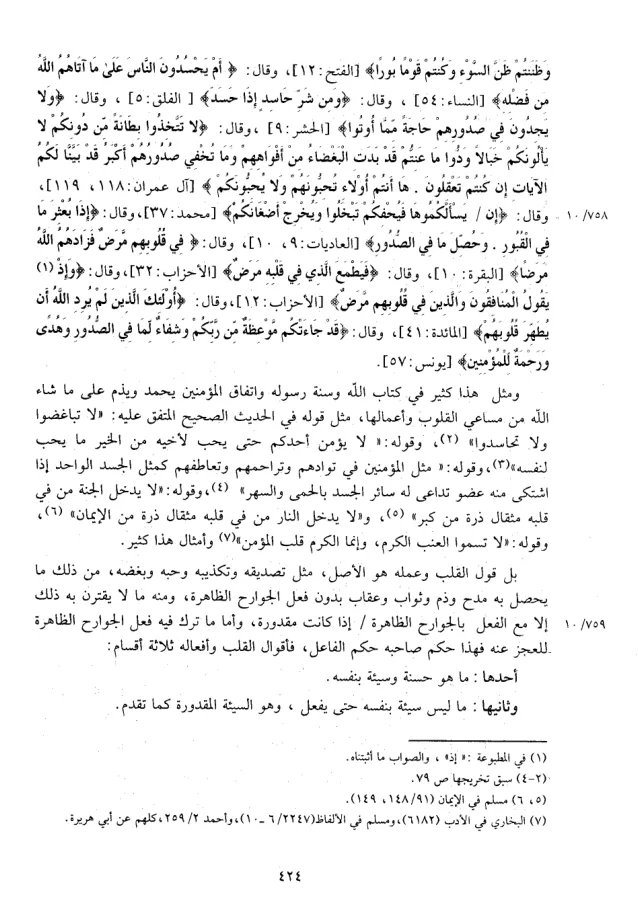 وَظَنَنتُمْ ظَنَّ السَّوْءِ وَكُنتُمْ قَوْمًا بُورًا﴾ [الفتح:١٢]، وقال: ﴿ أَمْ يَحْسُدُونَ النَّاسَ عَلَىٰ مَا آتَاهُمُ اللَّهُ
مِن فَضْلِهِ﴾ [النساء:٥٤] ، وقال: ﴿وَمِن شَرِّ حَاسِدٍ إِذَا حَسَدَ﴾ [ الفلق:٥] ، وقال: ﴿وَلا
يَجِدُونَ فِي صُدُورِهِمْ حَاجَةً مِّمَّا أُوتُوا﴾ [الحشر:٩] ،وقال: ﴿لا تَتَّخِذُوا بِطَانَةً مِّن دُونِكُمْ لا
يَأْلُونَكُمْ خَبَالاً وَدُّوا مَا عَنِتُّمْ قَدْ بَدَتِ الْبَغْضَاءُ مِنْ أَفْوَاهِهِمْ وَمَا تُخْفِي صُدُورُهُمْ أَكْبَرُ قَدْ بَيَّنَّا لَكُمُ
الآيَاتِ إِن كُنتُمْ تَعْقِلُونَ . هَا أَنتُمْ أُولاءِ تُحِبُّونَهُمْ وَلا يُحِبُّونَكُمْ ﴾ [آل عمران:١١٨، ١١٩]،
١٠/٧٥٨ وقال: ﴿إِن / يَسْأَلْكُمُوهَا فَيُحْفِكُمْ تَبْخَلُوا وَيُخْرِجْ أَضْغَانَكُمْ﴾ [محمد:٣٧]،وقال:﴿إِذَا بُعْثِرَ مَا
فِي الْقُبُورِ . وَحُصِّلَ مَا فِي الصُّدُورِ﴾ [العاديات:٩، ١٠]، وقال:﴿ فِي قُلُوبِهِم مَّرَضٌ فَزَادَهُمُ اللَّهُ
مَرَضًا﴾ [البقرة:١٠]، وقال: ﴿فَيَطْمَعَ الَّذِي فِي قَلْبِهِ مَرَضٌ﴾ [الأحزاب:٣٢]،وقال: ﴿وَإِذْ (١)
يَقُولُ الْمُنَافِقُونَ وَالَّذِينَ فِي قُلُوبِهِم مَّرَضٌ﴾ [الأحزاب:١٢]،وقال: ﴿أُوْلَئِكَ الَّذِينَ لَمْ يُرِدِ اللَّهُ أَن
يُطَهِّرَ قُلُوبَهُمْ﴾ [المائدة:٤١]، وقال:﴿قَدْ جَاءَتْكُم مَّوْعِظَةٌ مِّن رَّبِّكُمْ وَشِفَاءٌ لِّمَا فِي الصُّدُورِ وَهُدًى
وَرَحْمَةٌ لِّلْمُؤْمِنِينَ﴾ [يونس:٥٧].
ومثل هذا كثير في كتاب الله وسنة رسوله واتفاق المؤمنين يحمد ويذم على ما شاء
الله من مساعي القلوب وأعمالها، مثل قوله في الحديث الصحيح المتفق عليه: «لا تباغضوا
ولا تحاسدوا» (٢)، وقوله:« لا يؤمن أحدكم حتى يحب لأخيه من الخير ما يحب
لنفسه»(٣)،وقوله:« مثل المؤمنين في توادهم وتراحمهم وتعاطفهم كمثل الجسد الواحد إذا
اشتكى منه عضو تداعى له سائر الجسد بالحمى والسهر» (٤)،وقوله:«لا يدخل الجنة من في
قلبه مثقال ذرة من كبر» (٥)، و«لا يدخل النار من في قلبه مثقال ذرة من الإيمان» (٦)،
وقوله:«لا تسموا العنب الكرم، وإنما الكرم قلب المؤمن»(٧) وأمثال هذا كثير.
بل قول القلب وعمله هو الأصل، مثل تصديقه وتكذيبه وحبه وبغضه، من ذلك ما
يحصل به مدح وذم وثواب وعقاب بدون فعل الجوارح الظاهرة، ومنه ما لا يقترن به ذلك
١٠/٧٥٩ إلا مع الفعل بالجوارح الظاهرة / إذا كانت مقدورة، وأما ما ترك فيه فعل الجوارح الظاهرة
للعجز عنه فهذا حكم صاحبه حكم الفاعل، فأقوال القلب وأفعاله ثلاثة أقسام:
أحدها : ما هو حسنة وسيئة بنفسه.
وثانيها : ما ليس سيئة بنفسه حتى يفعل ، وهو السيئة المقدورة كما تقدم.
(١) في المطبوعة :« إذ» ، والصواب ما أثبتناه.
(٢-٤) سبق تخريجها ص ٧٩.
(٥، ٦) مسلم في الإيمان (١٤٨/٩١، ١٤٩).
(٧) البخاري في الأدب (٦١٨٢)،ومسلم في الألفاظ(٦/٢٢٤٧ -١٠)،وأحمد ٢٥٩/٢،كلهم عن أبي هريرة.
٤٢٤